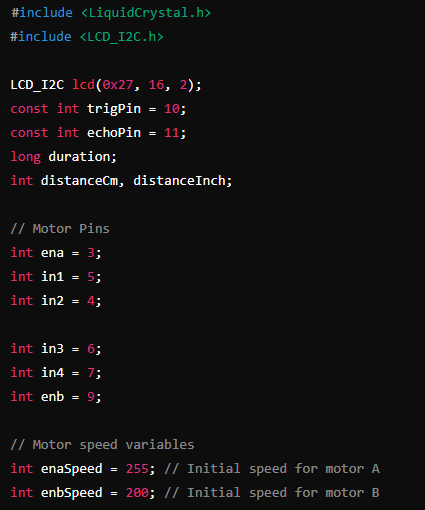 #include <LiquidCrystal.h>
#include <LCD_I2C.h>
LCD_I2C lcd(0x27, 16, 2);
const int trigPin = 10;
const int echoPin = 11;
long duration;
int distanceCm, distanceInch;
// Motor Pins
int ena = 3;
int in1 = 5;
int in2 = 4;
int in3 = 6;
int in4 = 7;
int enb = 9;
// Motor speed variables
int enaSpeed = 255; // Initial speed for motor A
int enbSpeed = 200; // Initial speed for motor B